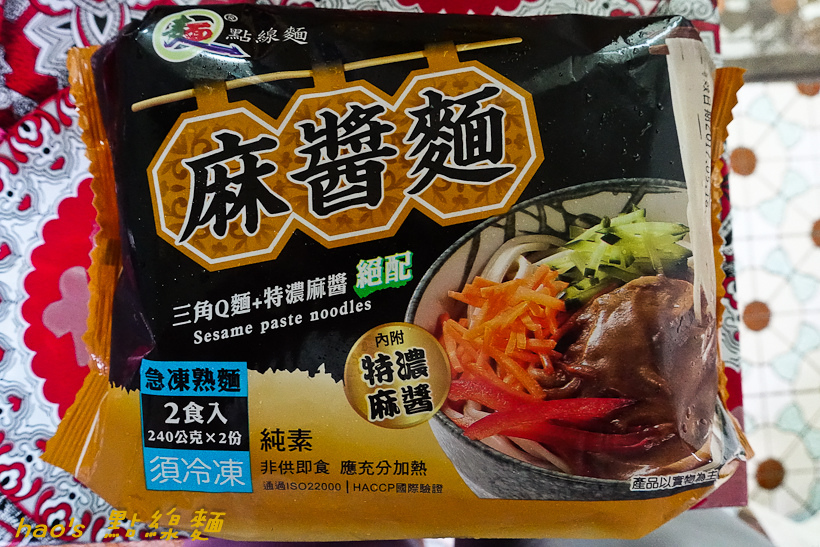 麵
® 點線麵
麻醬麵
三角Q麵+特濃麻醬 絕配
Sesame paste noodles
內附
特濃
麻醬
急凍熟麵
2食入
240公克×2份
須冷凍
純素
非供即食 應充分加熱
通過ISO22000 | HACCP國際驗證
產品以實物為主
hao's 點線麵